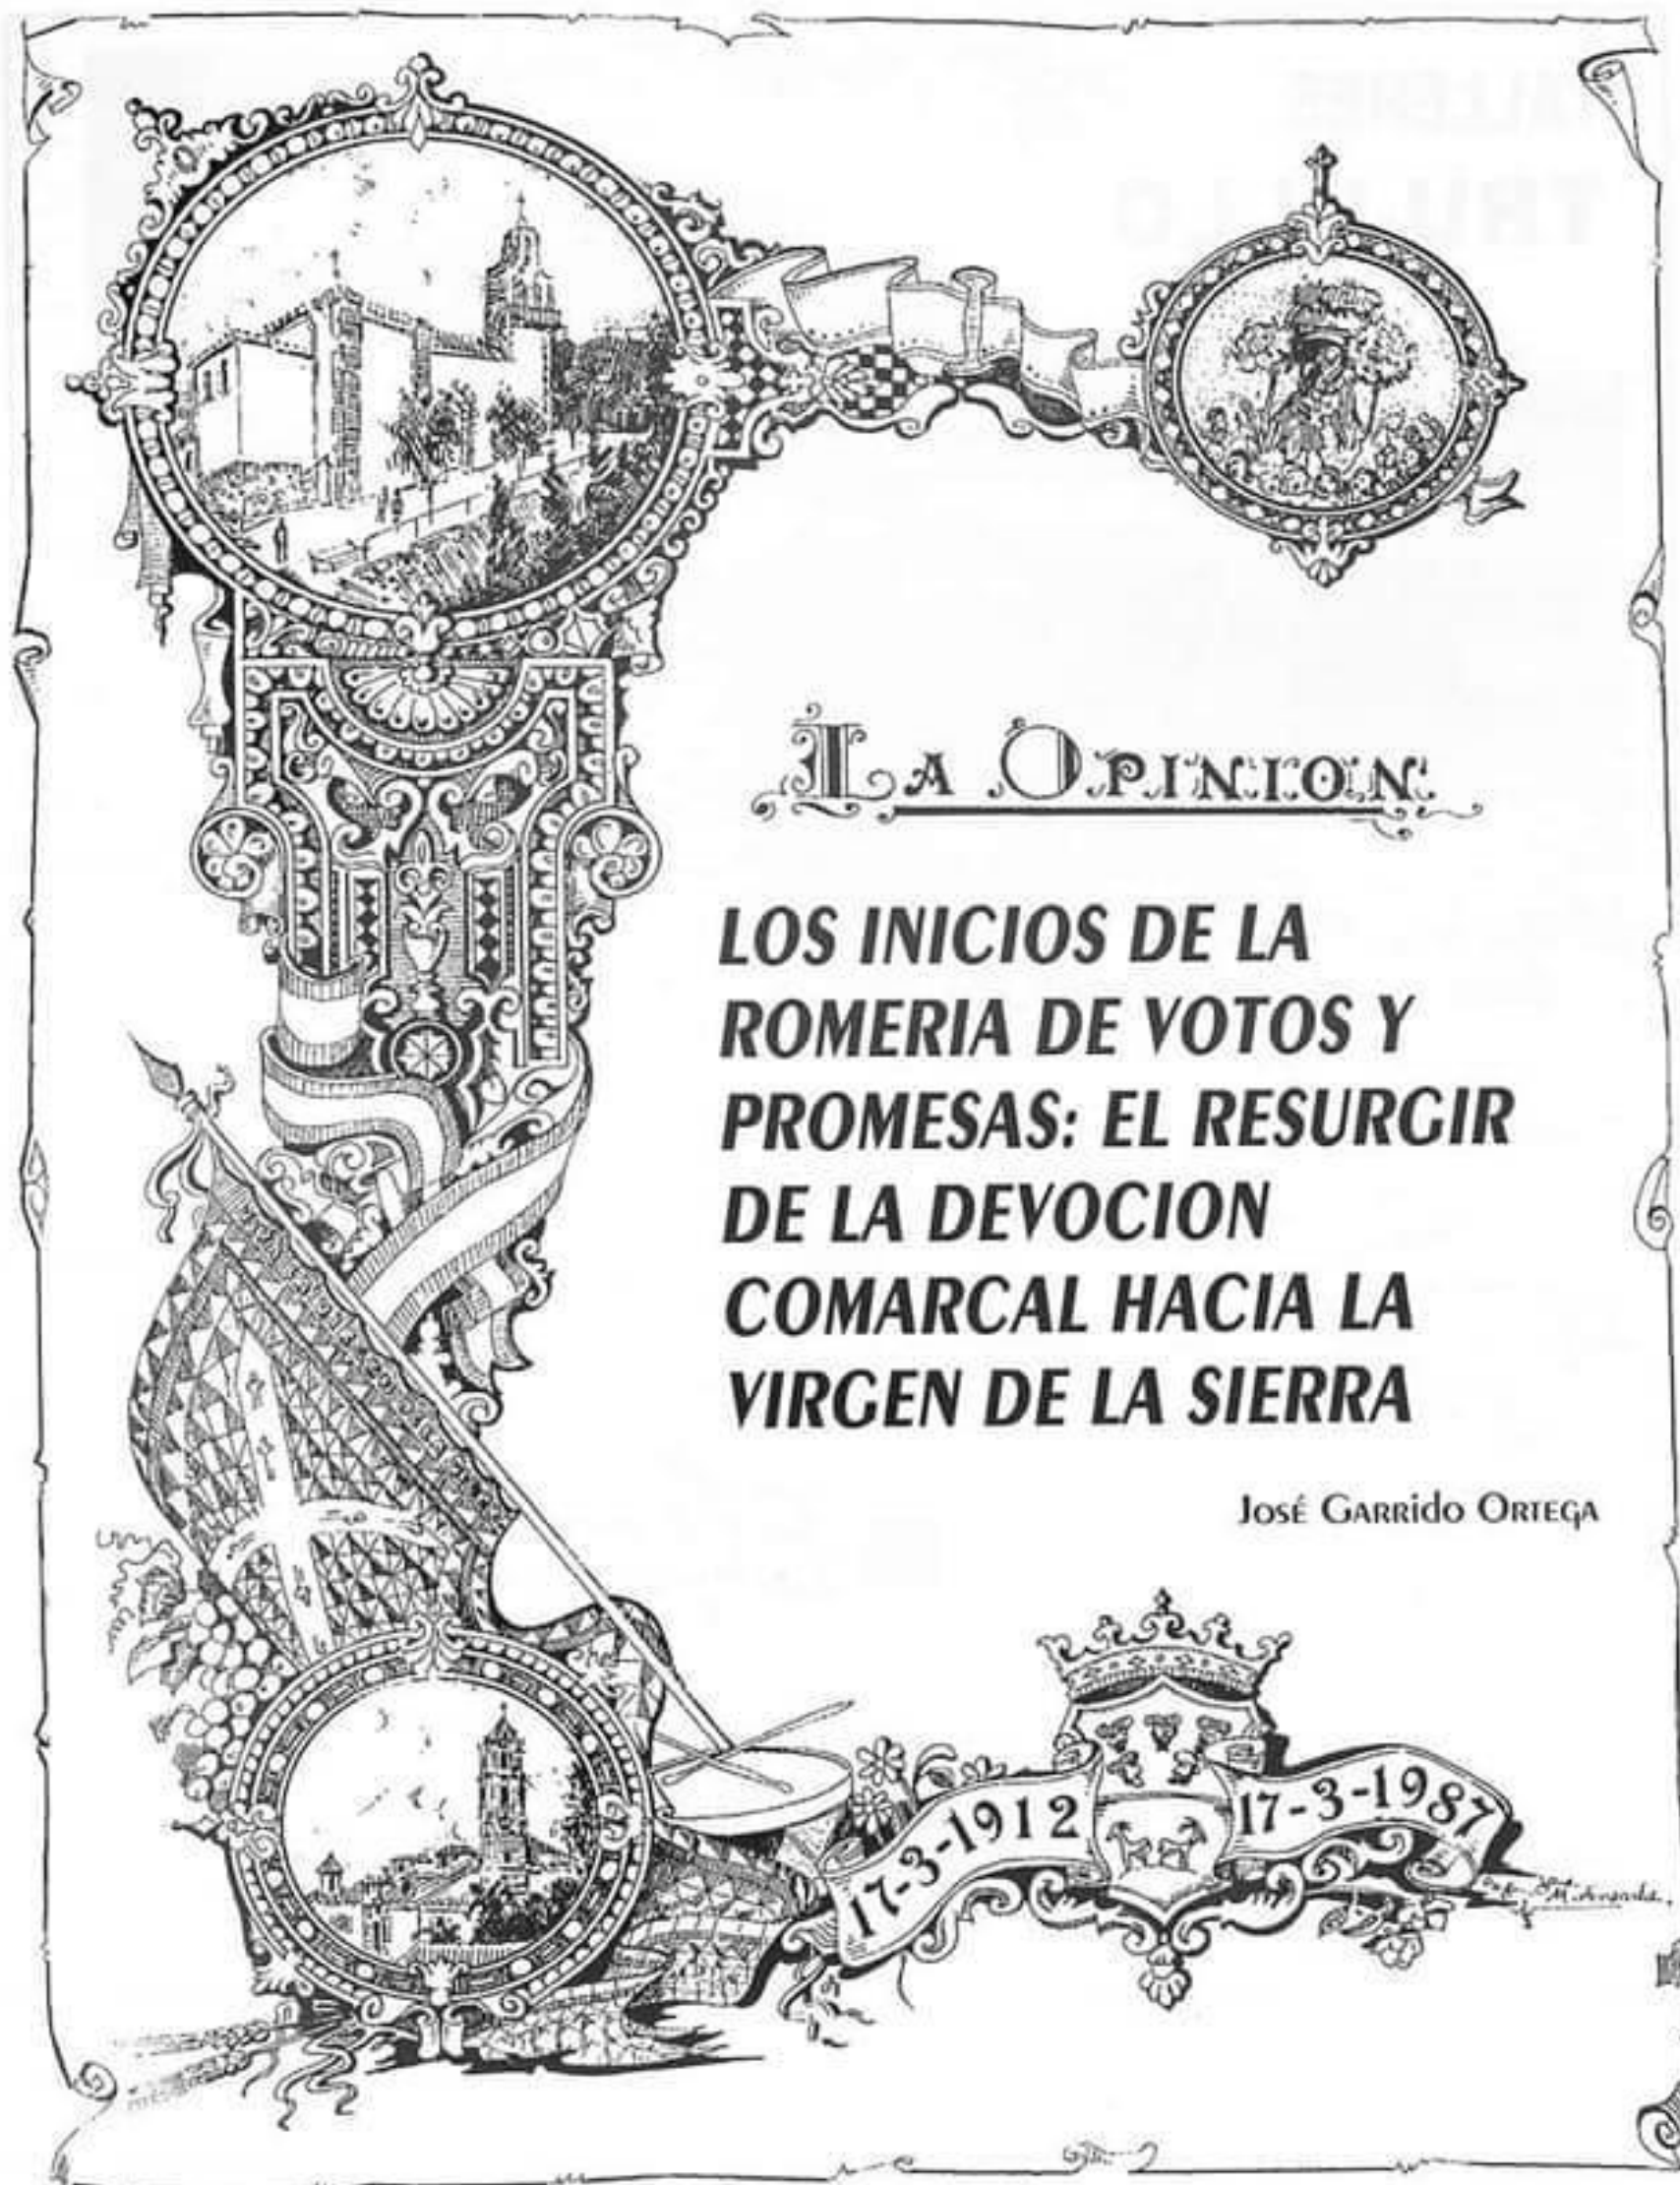 LA OPINION
LOS INICIOS DE LA
ROMERIA DE VOTOS Y
PROMESAS: EL RESURGIR
DE LA DEVOCION
COMARCAL HACIA LA
VIRGEN DE LA SIERRA
José Garrido Ortega
17-3-1912 17-3-1987